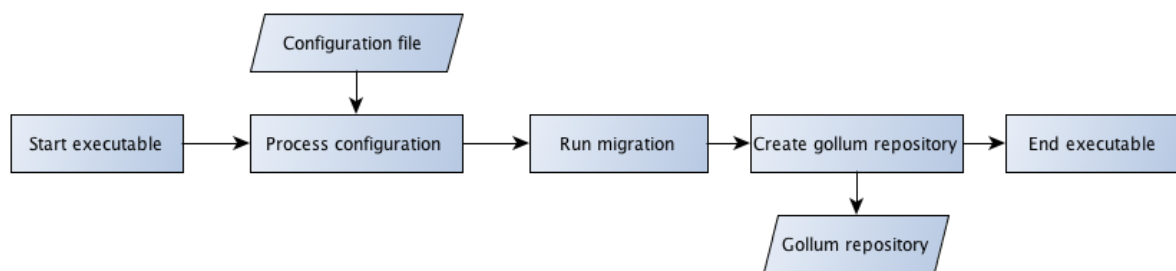 Configuration file
Start executable
Process configuration
Run migration
Create gollum repository
End executable
Gollum repository